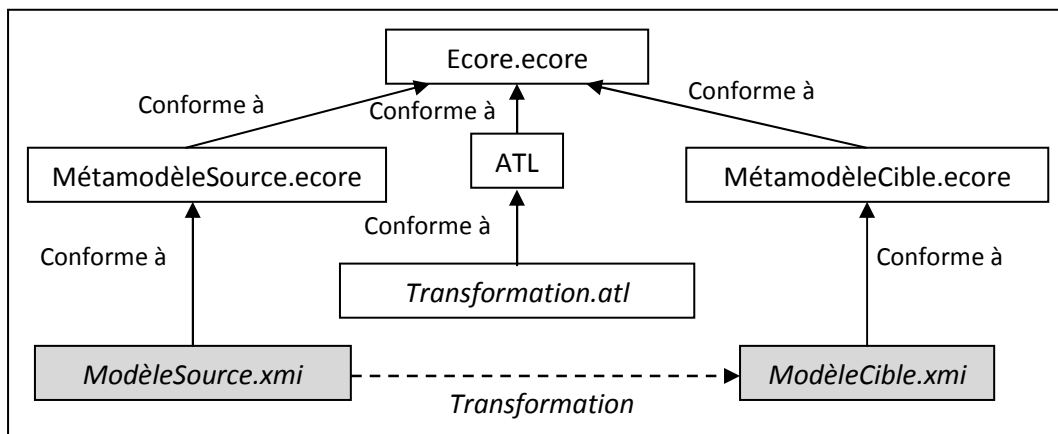 Ecore.ecore
Conforme à
Conforme à
Conforme à
MétamodèleSource.ecore
ATL
MétamodèleCible.ecore
Conforme à
Conforme à
Conforme à
Transformation.atl
ModèleSource.xmi
Transformation
ModèleCible.xmi